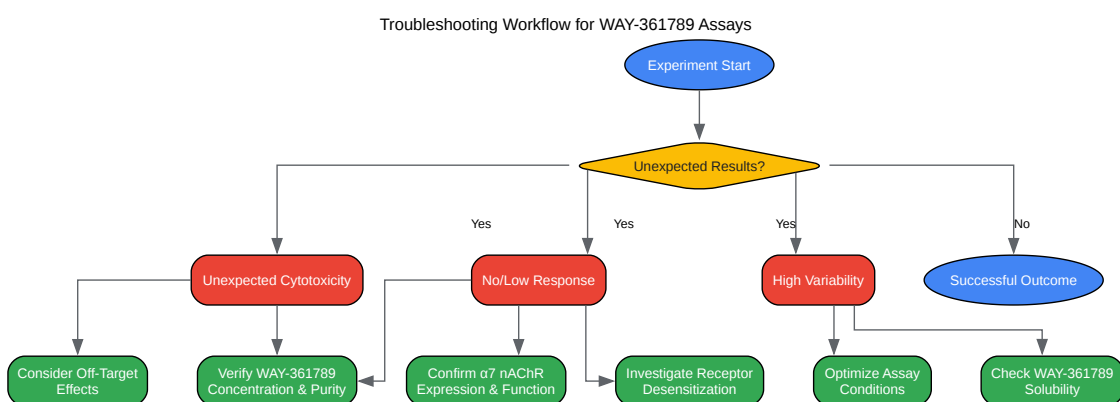 Troubleshooting Workflow for WAY-361789 Assays
Experiment Start
Unexpected Results?
Yes
Yes
Yes
No
Unexpected Cytotoxicity
No/Low Response
High Variability
Successful Outcome
Consider Off-Target
Effects
Verify WAY-361789
Concentration & Purity
Confirm α7 nAChR
Expression & Function
Investigate Receptor
Desensitization
Optimize Assay
Conditions
Check WAY-361789
Solubility